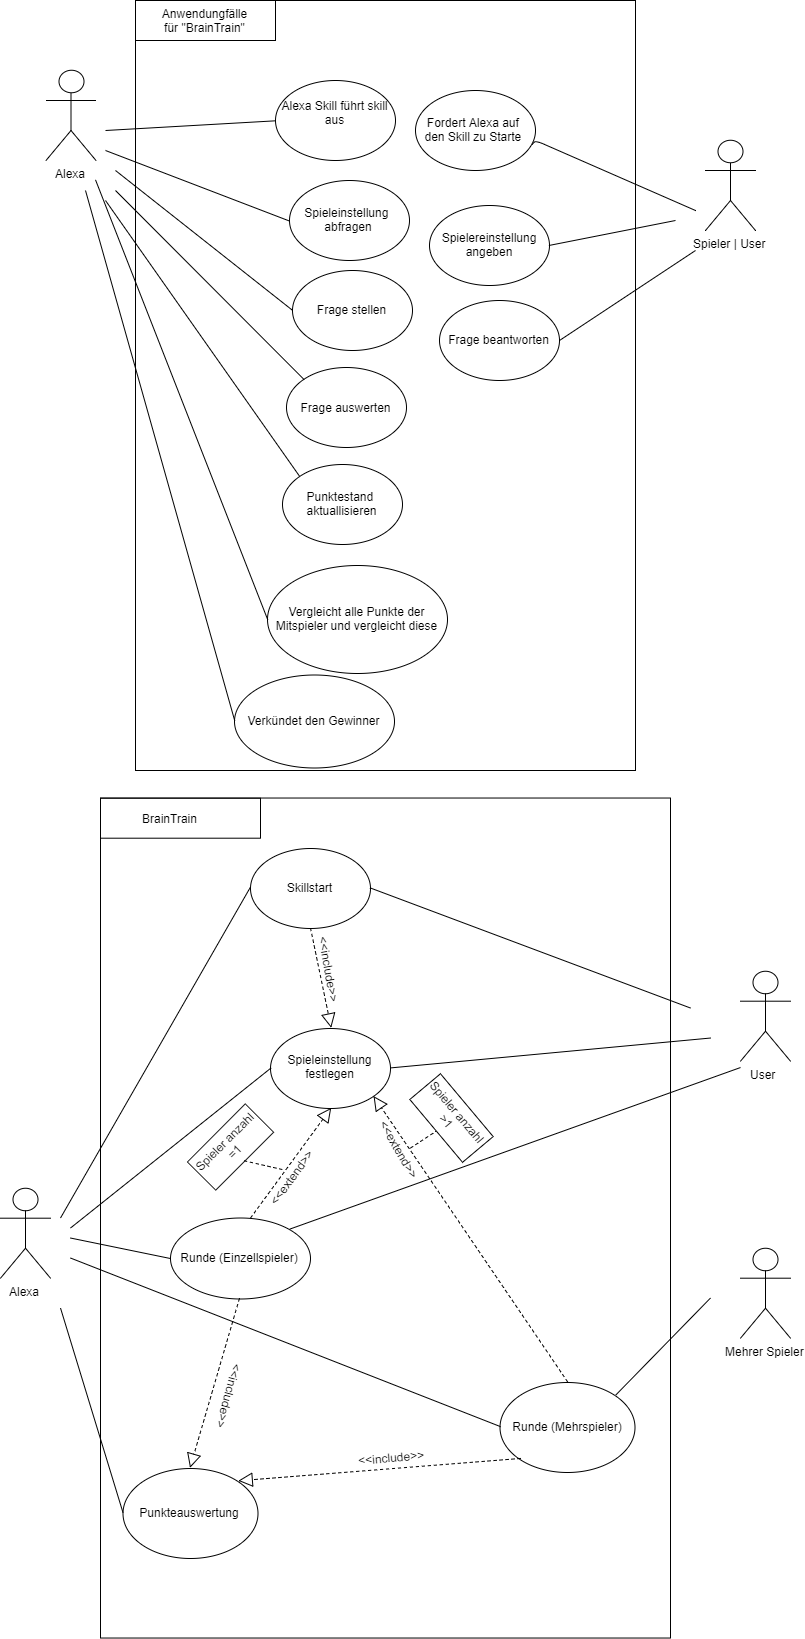 Anwendungfälle
für "BrainTrain"
Alexa Skill führt skill
aus
Fordert Alexa auf
den Skill zu Starte
Alexa
Spieleinstellung
abfragen
Spielereinstellung
angeben
Spieler | User
Frage stellen
Frage beantworten
Frage auswerten
Punktestand
aktuallisieren
Vergleicht alle Punkte der
Mitspieler und vergleicht diese
Verkündet den Gewinner
BrainTrain
Skillstart
<<include>>
Spieleinstellung
festlegen
User
Spieler anzahl
=1
Spieler anzahl
>1
<<extend>>
<<extend>>
Runde (Einzellspieler)
Alexa
Mehrer Spieler
<<include>>
Runde (Mehrspieler)
<<include>>
Punkteauswertung